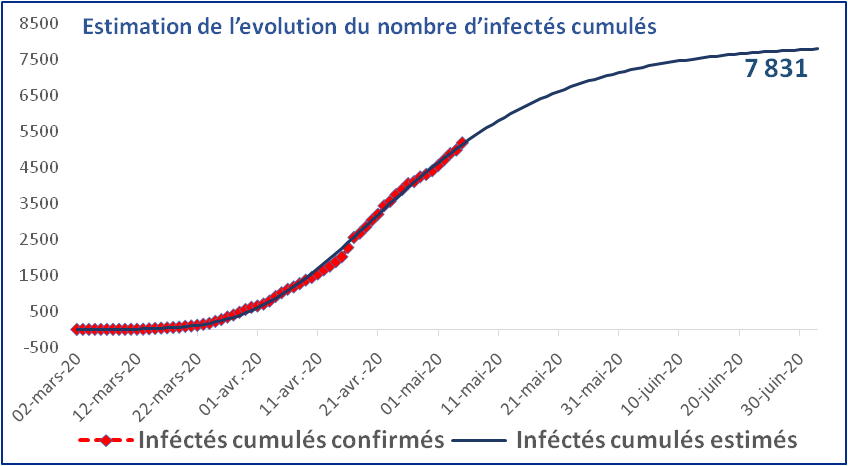 Estimation de l’evolution du nombre d’infectés cumulés
8500
7500
6500
5500
4500
3500
2500
1500
500
-500
7 831
02-mars-20
12-mars-20
22-mars-20
01-avr.-20
11-avr.-20
21-avr.-20
01-mai-20
11-mai-20
21-mai-20
31-mai-20
10-juin-20
20-juin-20
30-juin-20
Inféctés cumulés confirmés
Inféctés cumulés estimés